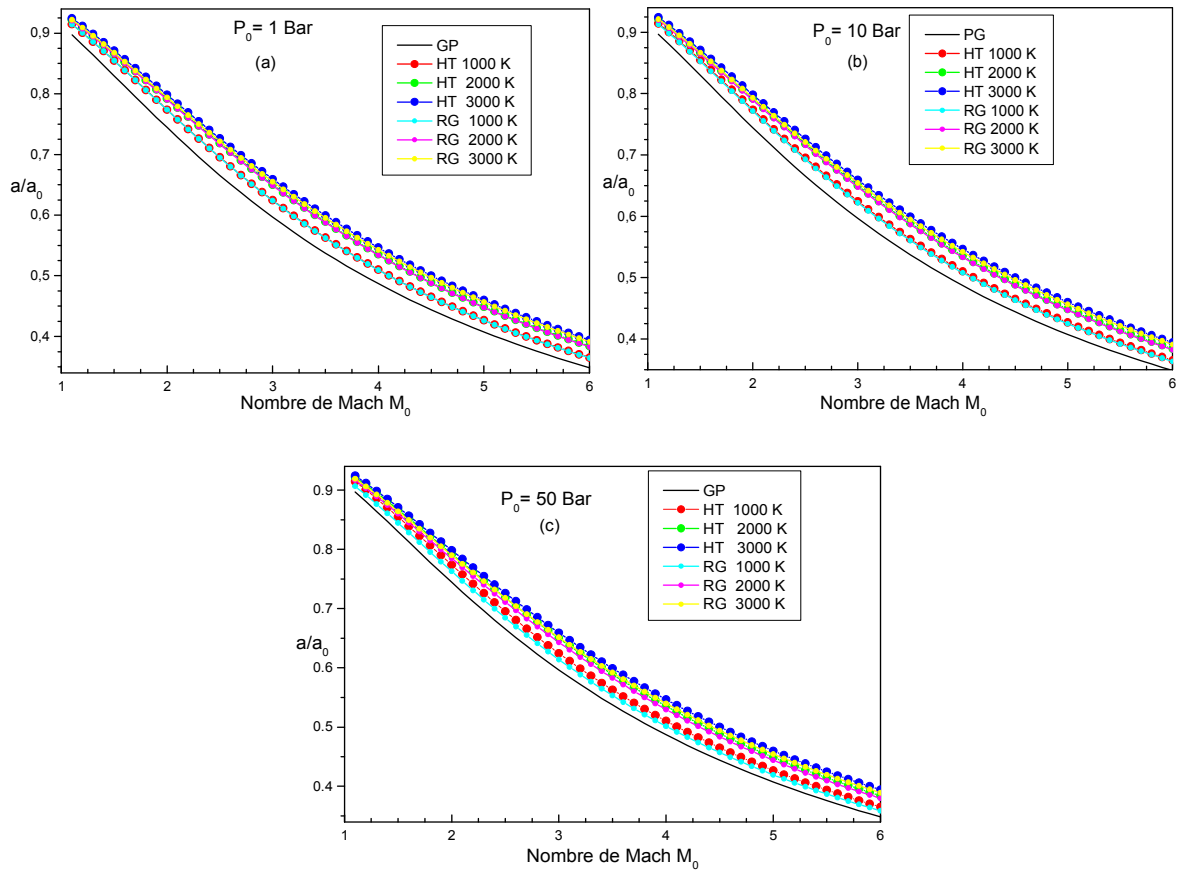 P₀= 1 Bar
(a)
GP
HT 1000 K
HT 2000 K
HT 3000 K
RG 1000 K
RG 2000 K
RG 3000 K
0,9
0,8
0,7
0,6
0,5
0,4
a/a₀
1 2 3 4 5 6
Nombre de Mach M₀
P₀= 10 Bar
(b)
PG
HT 1000 K
HT 2000 K
HT 3000 K
RG 1000 K
RG 2000 K
RG 3000 K
0,9
0,8
0,7
0,6
0,5
0,4
a/a₀
1 2 3 4 5 6
Nombre de Mach M₀
P₀= 50 Bar
(c)
GP
HT 1000 K
HT 2000 K
HT 3000 K
RG 1000 K
RG 2000 K
RG 3000 K
0.9
0.8
0.7
0.6
0.5
0.4
a/a₀
1 2 3 4 5 6
Nombre de Mach M₀